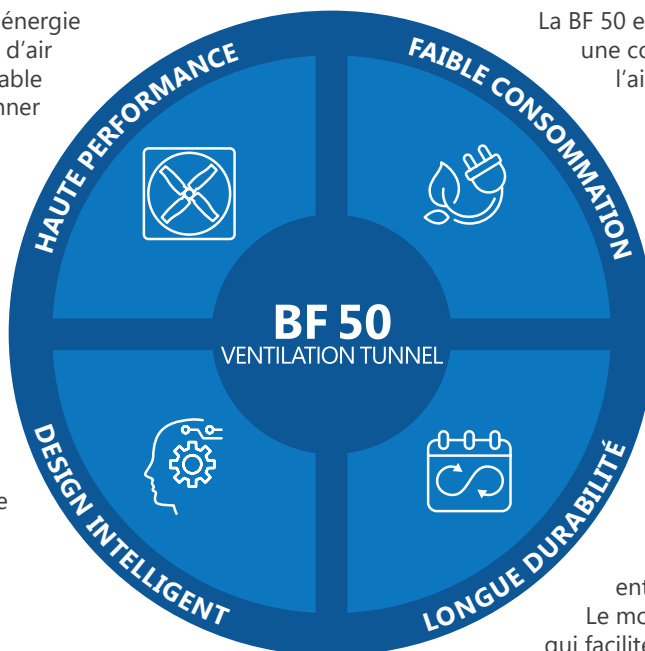 énergie
d'air
able
nner
La BF 50 e
une co
l'ai
HAUTE PERFORMANCE
FAIBLE CONSOMMATION
BF 50
VENTILATION TUNNEL
DESIGN INTELLIGENT
LONGUE DURABILITÉ
e
ent
Le mo
qui facilite